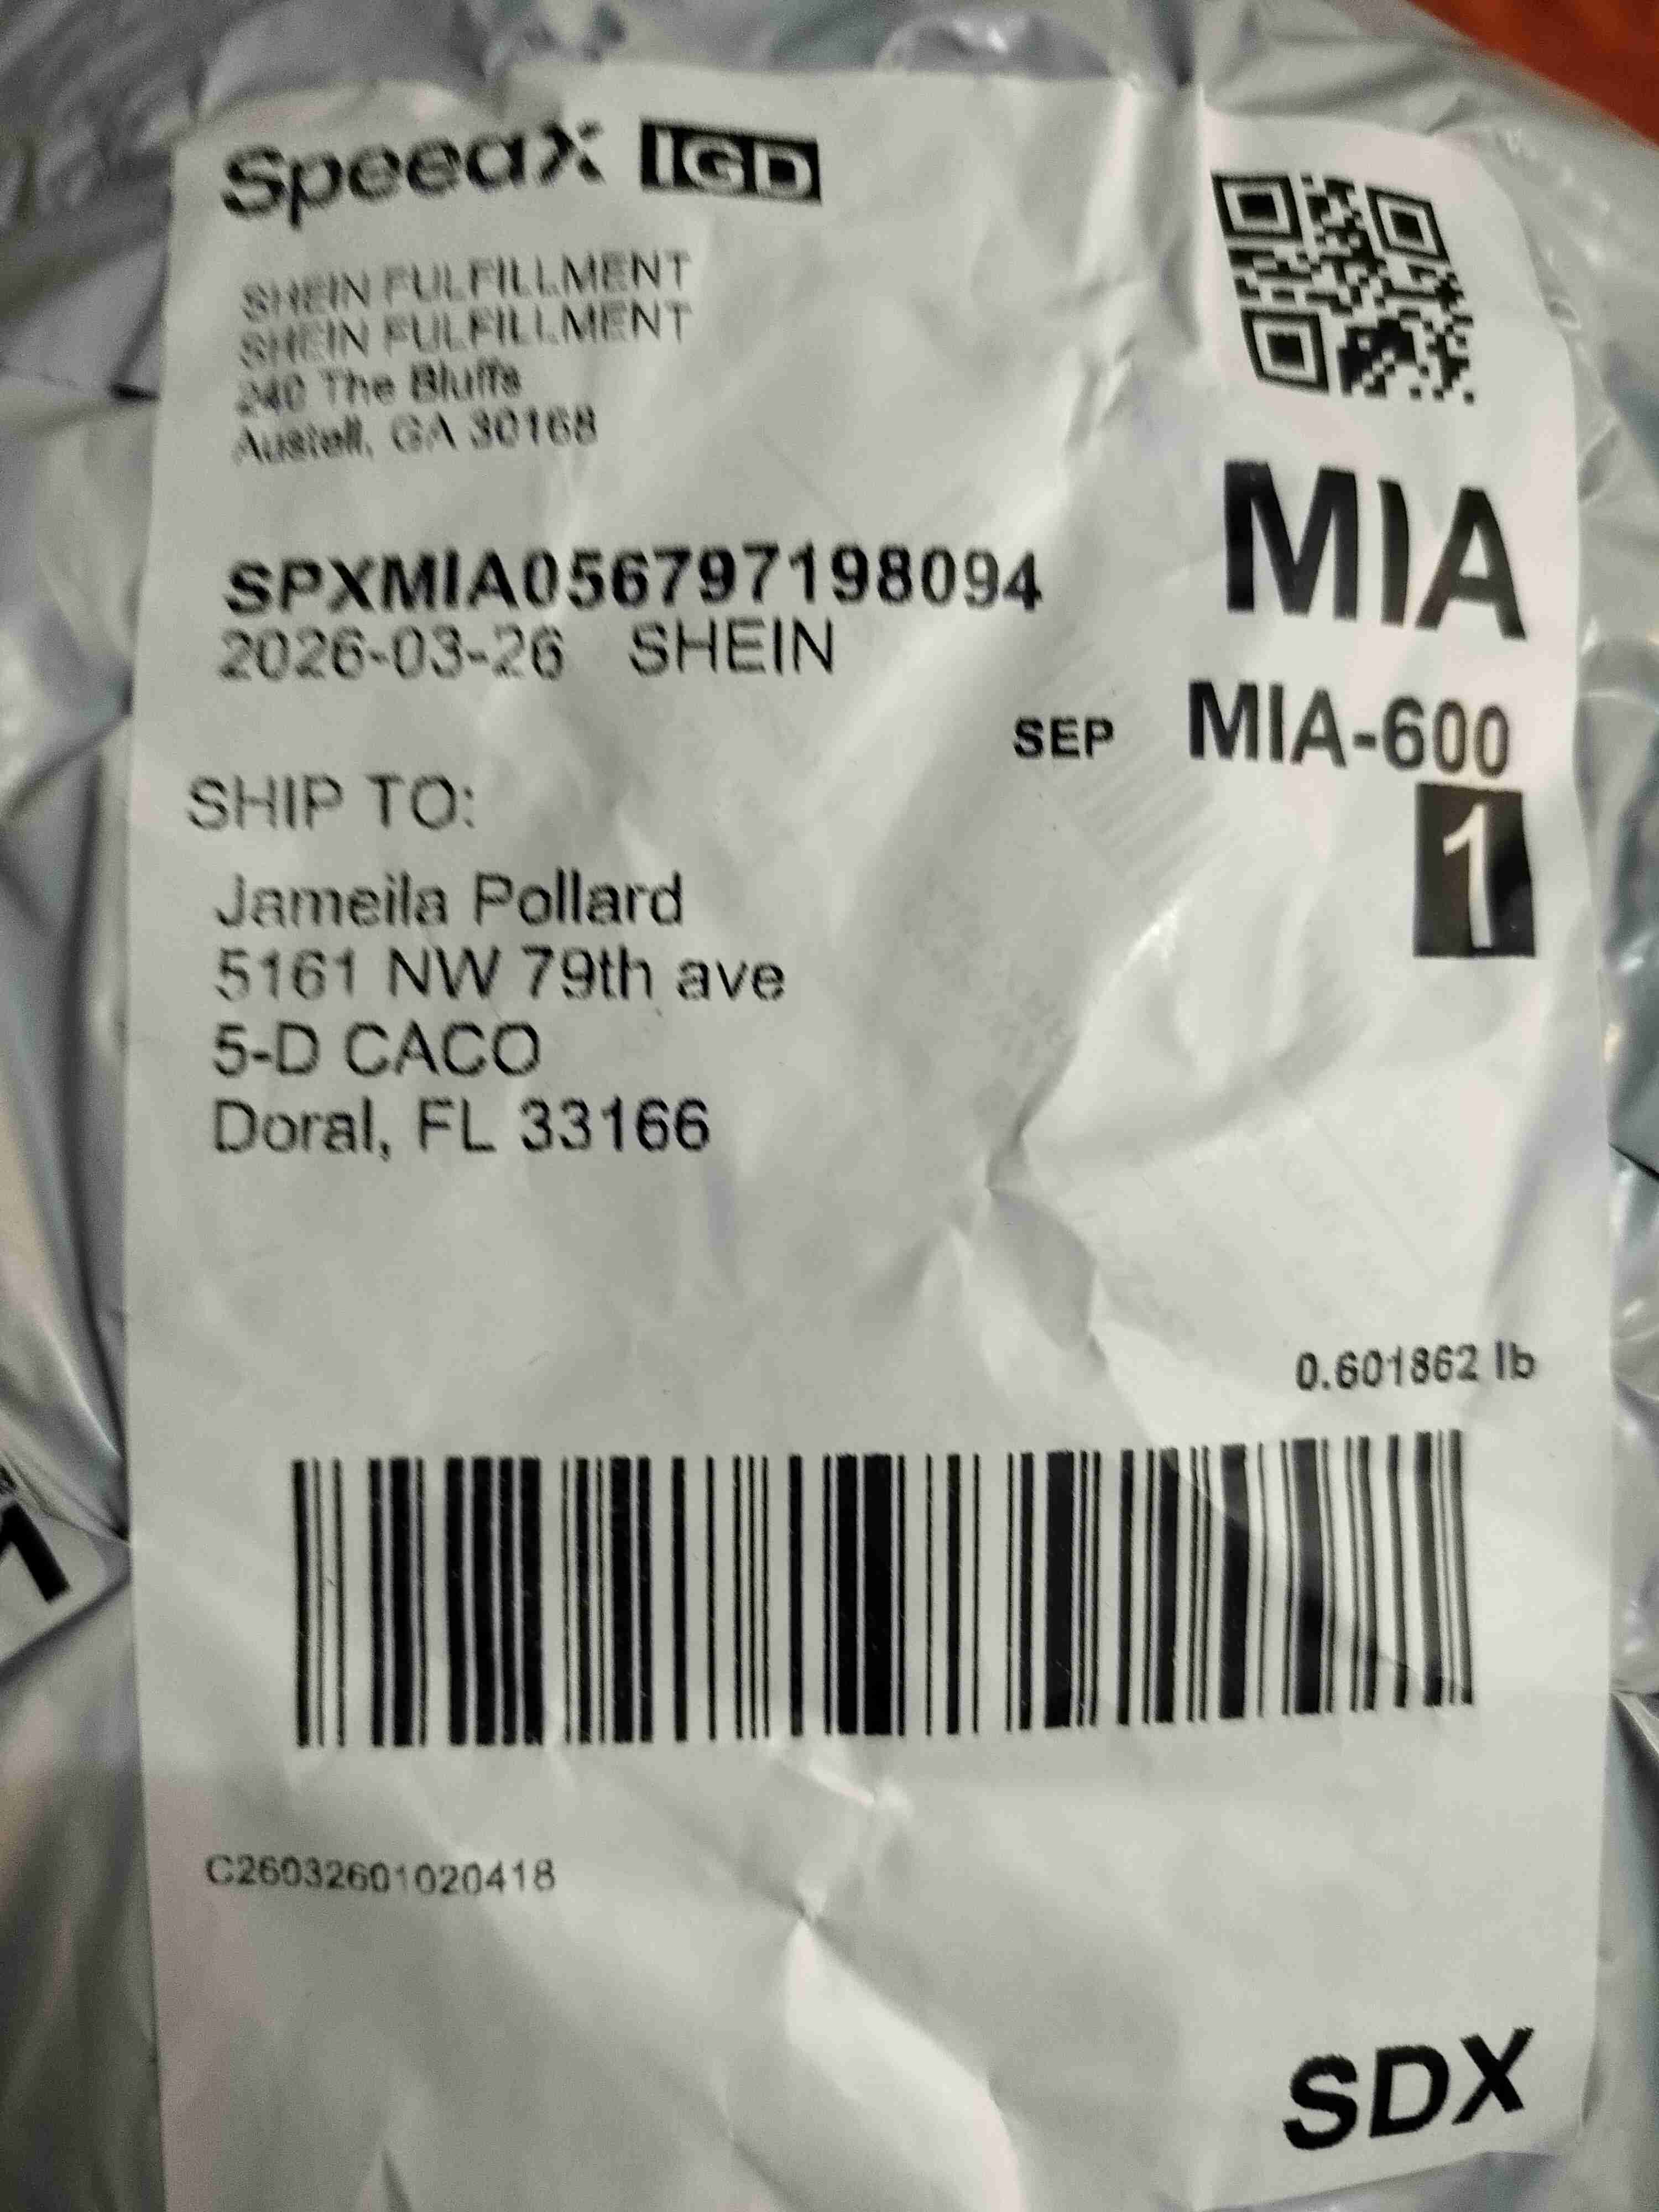 SpeedX IGD
SHEIN FULFILLMENT
SHEIN FULFILLMENT
240 The Bluffs
Austell, GA 30168
SPXMIA056797198094
2026-03-26 SHEIN
MIA
SEP MIA-600
1
SHIP TO:
Jameila Pollard
5161 NW 79th ave
5-D CACO
Doral, FL 33166
0.601862 lb
C26032601020418
SDX